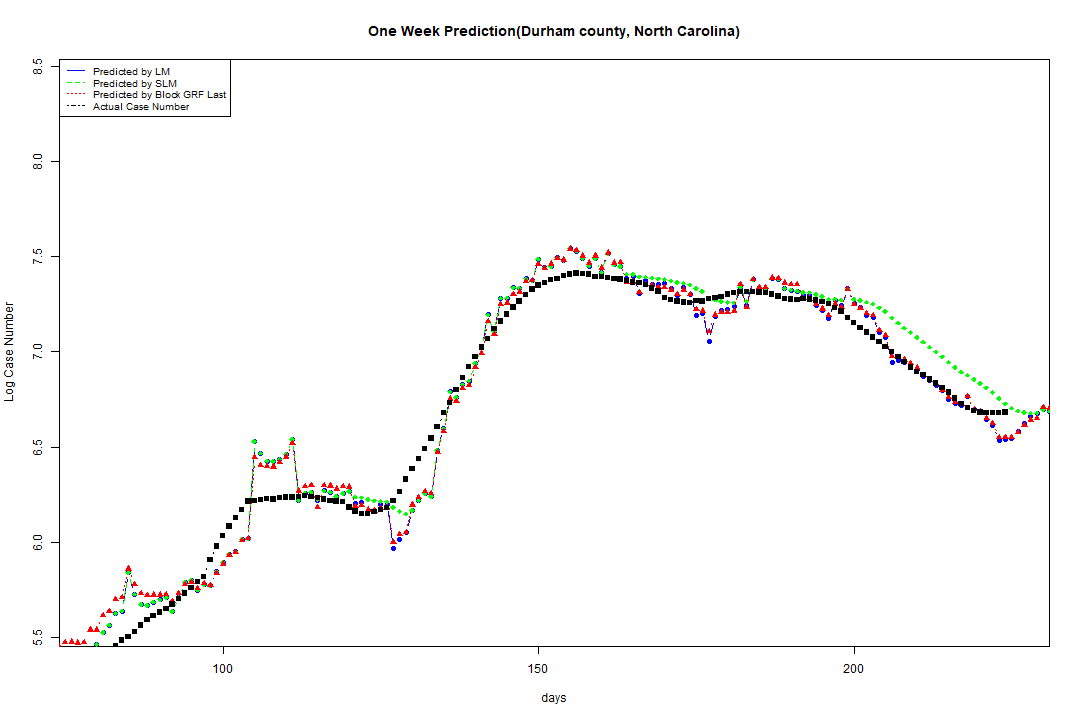 One Week Prediction(Durham county, North Carolina)
Predicted by LM
Predicted by SLM
Predicted by Block GRF Last
Actual Case Number
8.5
8.0
7.5
7.0
6.5
6.0
5.5
Log Case Number
100 150 200
days